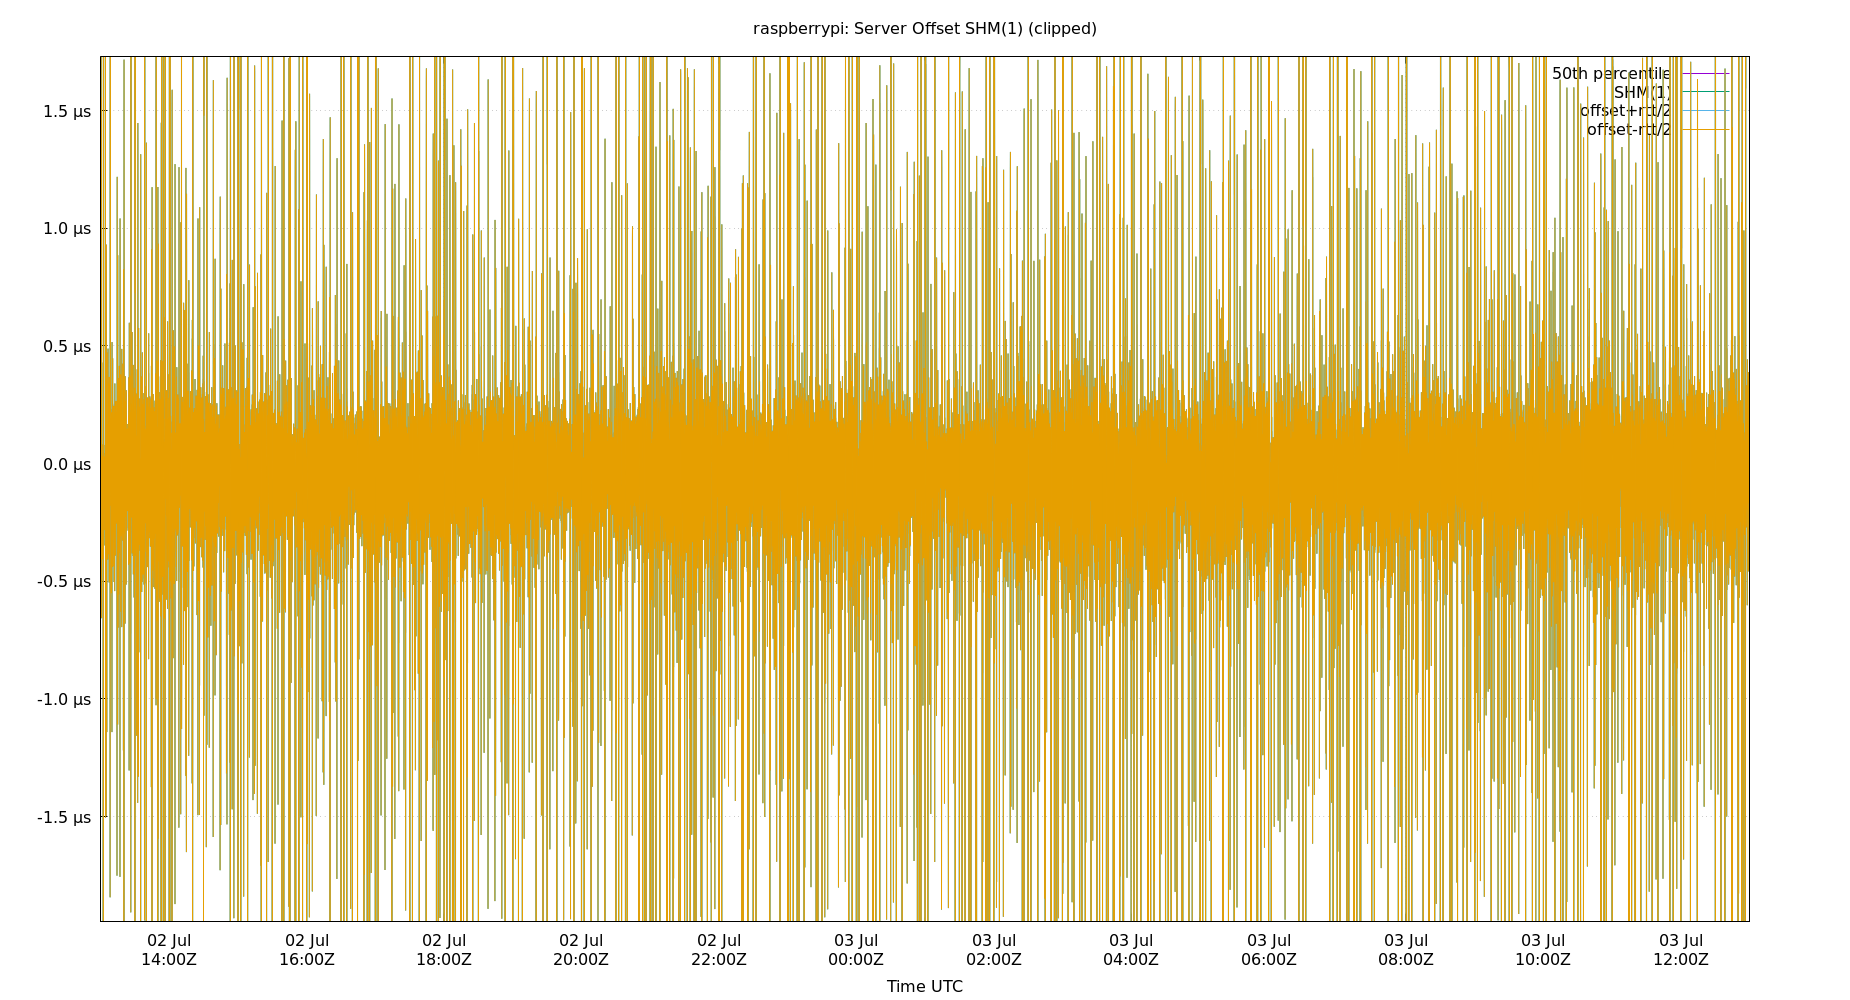 raspberrypi: Server Offset SHM(1) (clipped)
50th percentile
SHM(1)
offset+rtt/2
offset-rtt/2
1.5 µs
1.0 µs
0.5 µs
0.0 µs
-0.5 µs
-1.0 µs
-1.5 µs
02 Jul 02 Jul 02 Jul 02 Jul 02 Jul 03 Jul 03 Jul 03 Jul 03 Jul 03 Jul 03 Jul 03 Jul
14:00Z 16:00Z 18:00Z 20:00Z 22:00Z 00:00Z 02:00Z 04:00Z 06:00Z 08:00Z 10:00Z 12:00Z
Time UTC